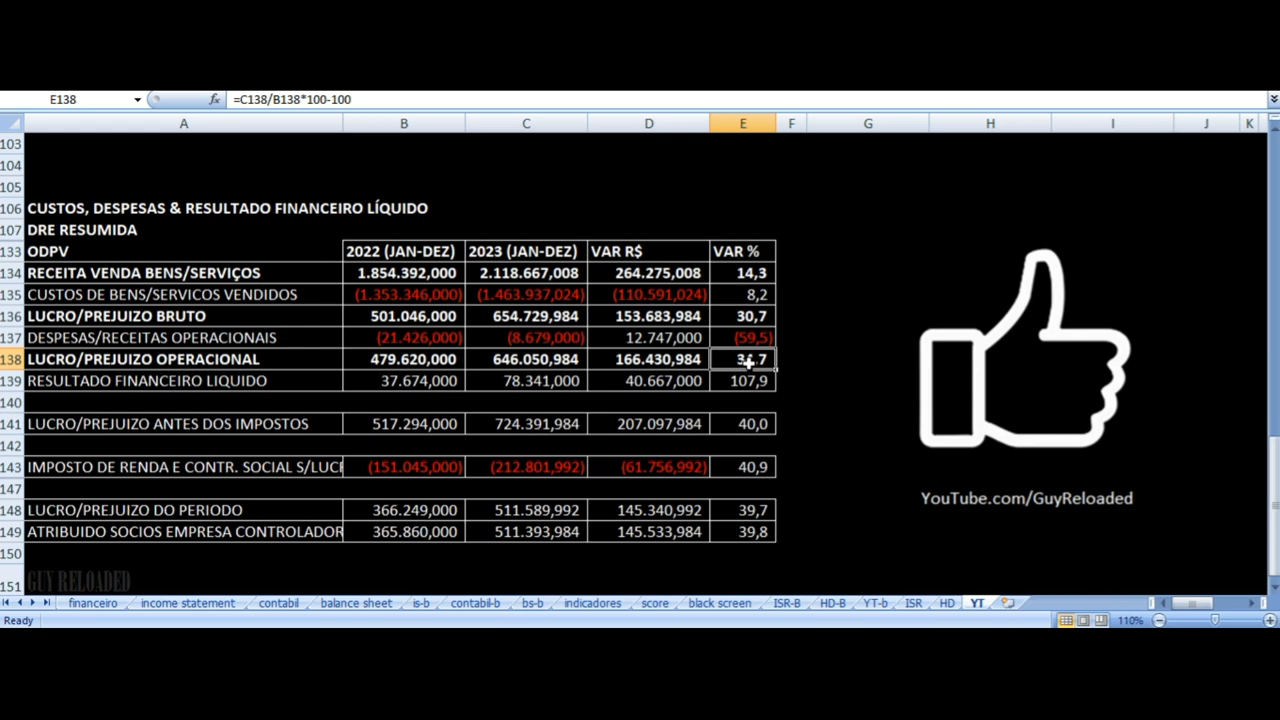 E138 fx =C138/B138*100-100
A B C D E F G H I J K
103
104
105
106 CUSTOS, DESPESAS & RESULTADO FINANCEIRO LÍQUIDO
107 DRE RESUMIDA
133 ODPV 2022 (JAN-DEZ) 2023 (JAN-DEZ) VAR R$ VAR %
134 RECEITA VENDA BENS/SERVIÇOS 1.854.392,000 2.118.667,008 264.275,008 14,3
135 CUSTOS DE BENS/SERVICOS VENDIDOS (1.353.346,000) (1.463.937,024) (110.591,024) 8,2
136 LUCRO/PREJUIZO BRUTO 501.046,000 654.729,984 153.683,984 30,7
137 DESPESAS/RECEITAS OPERACIONAIS (21.426,000) (8.679,000) 12.747,000 (59,5)
138 LUCRO/PREJUIZO OPERACIONAL 479.620,000 646.050,984 166.430,984
139 RESULTADO FINANCEIRO LIQUIDO 37.674,000 78.341,000 40.667,000 107,9
140
141 LUCRO/PREJUIZO ANTES DOS IMPOSTOS 517.294,000 724.391,984 207.097,984 40,0
142
143 IMPOSTO DE RENDA E CONTR. SOCIAL S/LUCR (151.045,000) (212.801,992) (61.756,992) 40,9
147
148 LUCRO/PREJUIZO DO PERIODO 366.249,000 511.589,992 145.340,992 39,7
149 ATRIBUIDO SOCIOS EMPRESA CONTROLADOR 365.860,000 511.393,984 145.533,984 39,8
150
151 GUY RELOADED
YouTube.com/GuyReloaded
financeiro income statement contabil balance sheet is-b contabil-b bs-b indicadores score black screen ISR-B HD-B YT-b ISR HD YT
Ready 110%